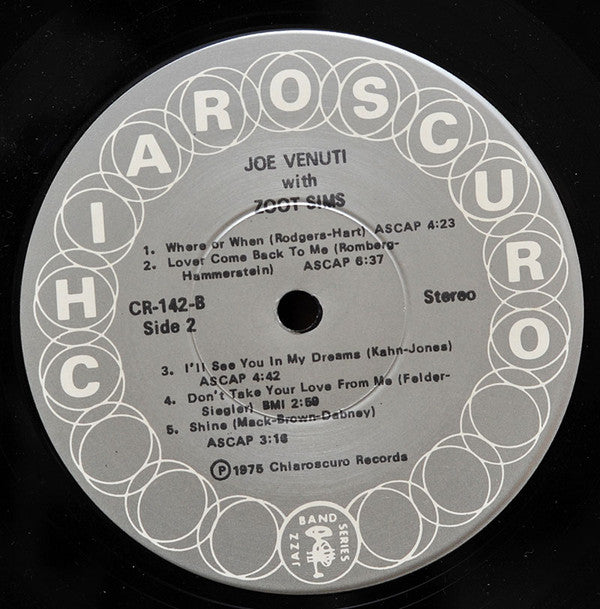 CHIAROSCURO
JOE VENUTI
with
ZOOT SIMS
1. Where or When (Rodgers-Hart) ASCAP 4:23
2. Lover Come Back To Me (Romberg-
Hammerstein) ASCAP 6:37
CR-142-B
Side 2
Stereo
3. I'll See You In My Dreams (Kahn-Jones)
ASCAP 4:42
4. Don't Take Your Love From Me (Felder-
Siegler) BMI 2:59
5. Shine (Mack-Brown-Dabney)
ASCAP 3:16
Ⓟ1975 Chiaroscuro Records
JAZZ BAND SERIES